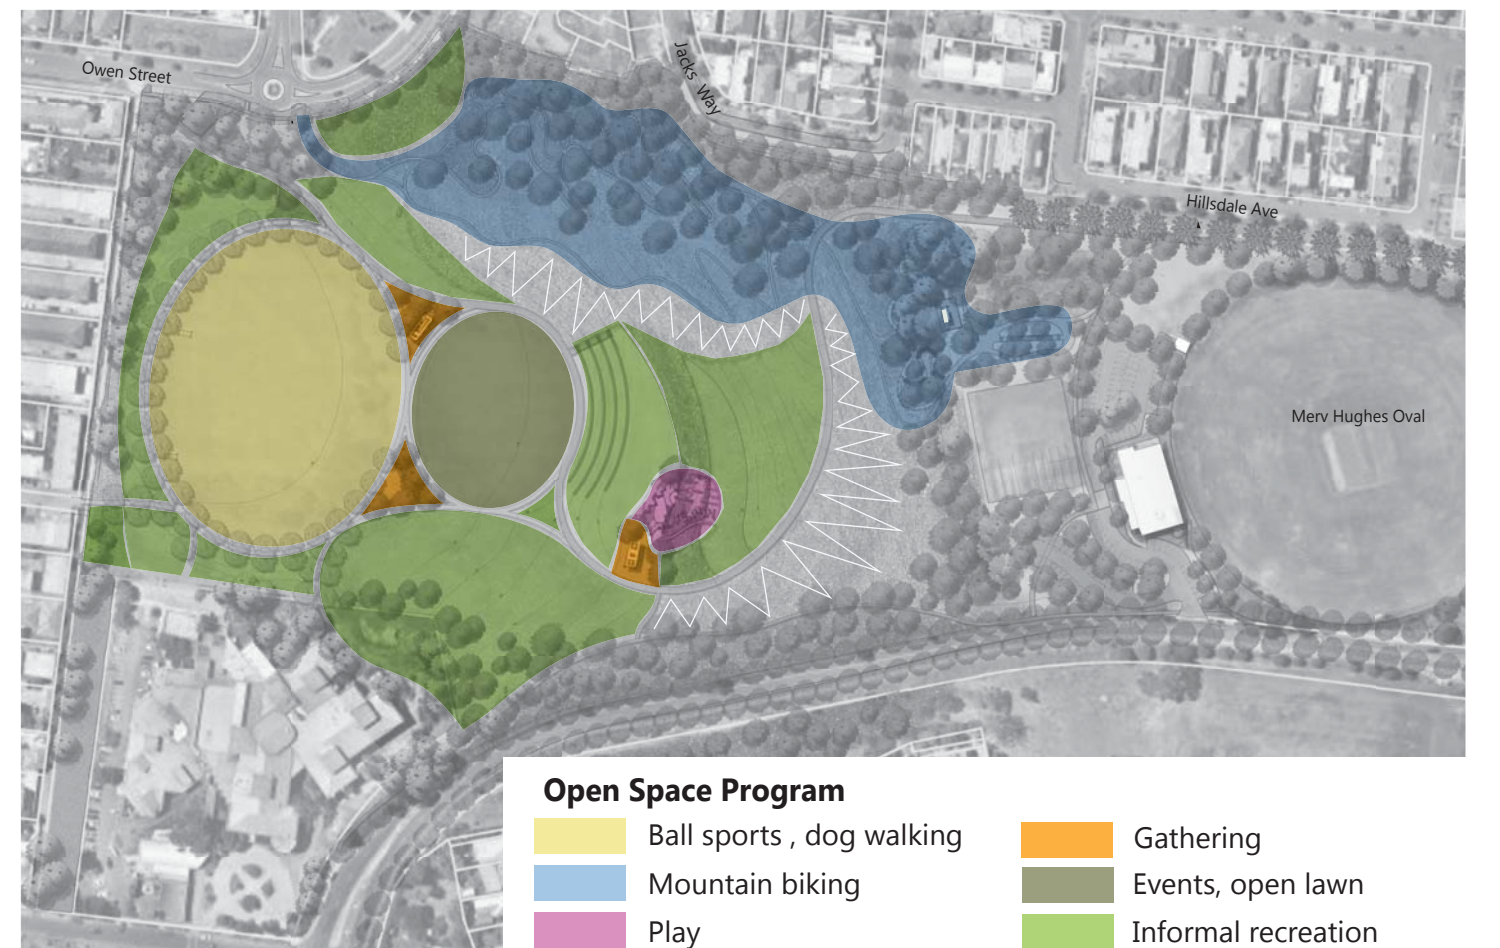 Owen Street
Jacks Way
Hillsdale Ave
Merv Hughes Oval
Open Space Program
Ball sports , dog walking
Mountain biking
Play
Gathering
Events, open lawn
Informal recreation